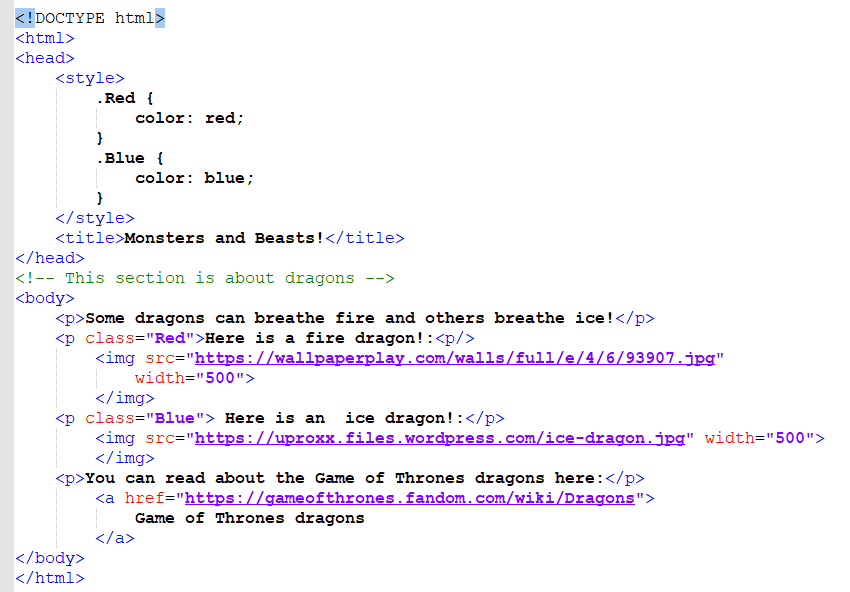 <!DOCTYPE html>
<html>
<head>
    <style>
        .Red {
            color: red;
        }
        .Blue {
            color: blue;
        }
    </style>
    <title>Monsters and Beasts!</title>
</head>
<!-- This section is about dragons -->
<body>
    <p>Some dragons can breathe fire and others breathe ice!</p>
    <p class="Red">Here is a fire dragon!:<p/>
        <img src="https://wallpaperplay.com/walls/full/e/4/6/93907.jpg"
            width="500">
        </img>
    <p class="Blue"> Here is an  ice dragon!:</p>
        <img src="https://uproxx.files.wordpress.com/ice-dragon.jpg" width="500">
        </img>
    <p>You can read about the Game of Thrones dragons here:</p>
        <a href="https://gameofthrones.fandom.com/wiki/Dragons">
            Game of Thrones dragons
        </a>
</body>
</html>